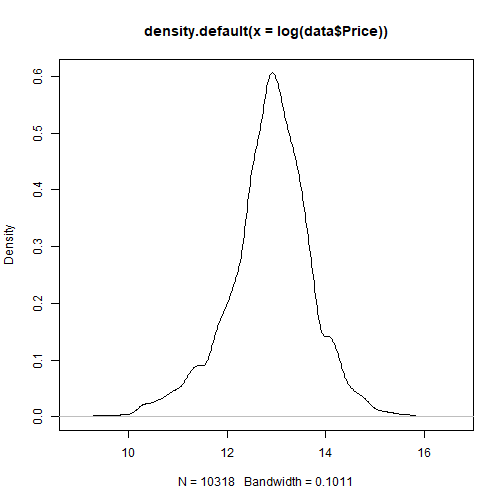 density.default(x = log(data$Price))
0.6
0.5
0.4
0.3
0.2
0.1
0.0
Density
10 12 14 16
N = 10318 Bandwidth = 0.1011